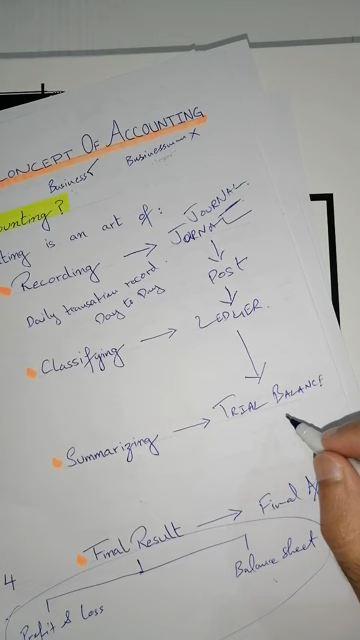 CONCEPT OF ACCOUNTING
Business✓ Businessman X
ounting?
ting is an art of:
Recording → JOURNAL
JORNAL
Daily transation record
Day to Day
POST
Classifying → LEDGER.
Summarizing → TRIAL BALANCE
Final Result → Final A/
Profit & Loss
Balance sheet
4